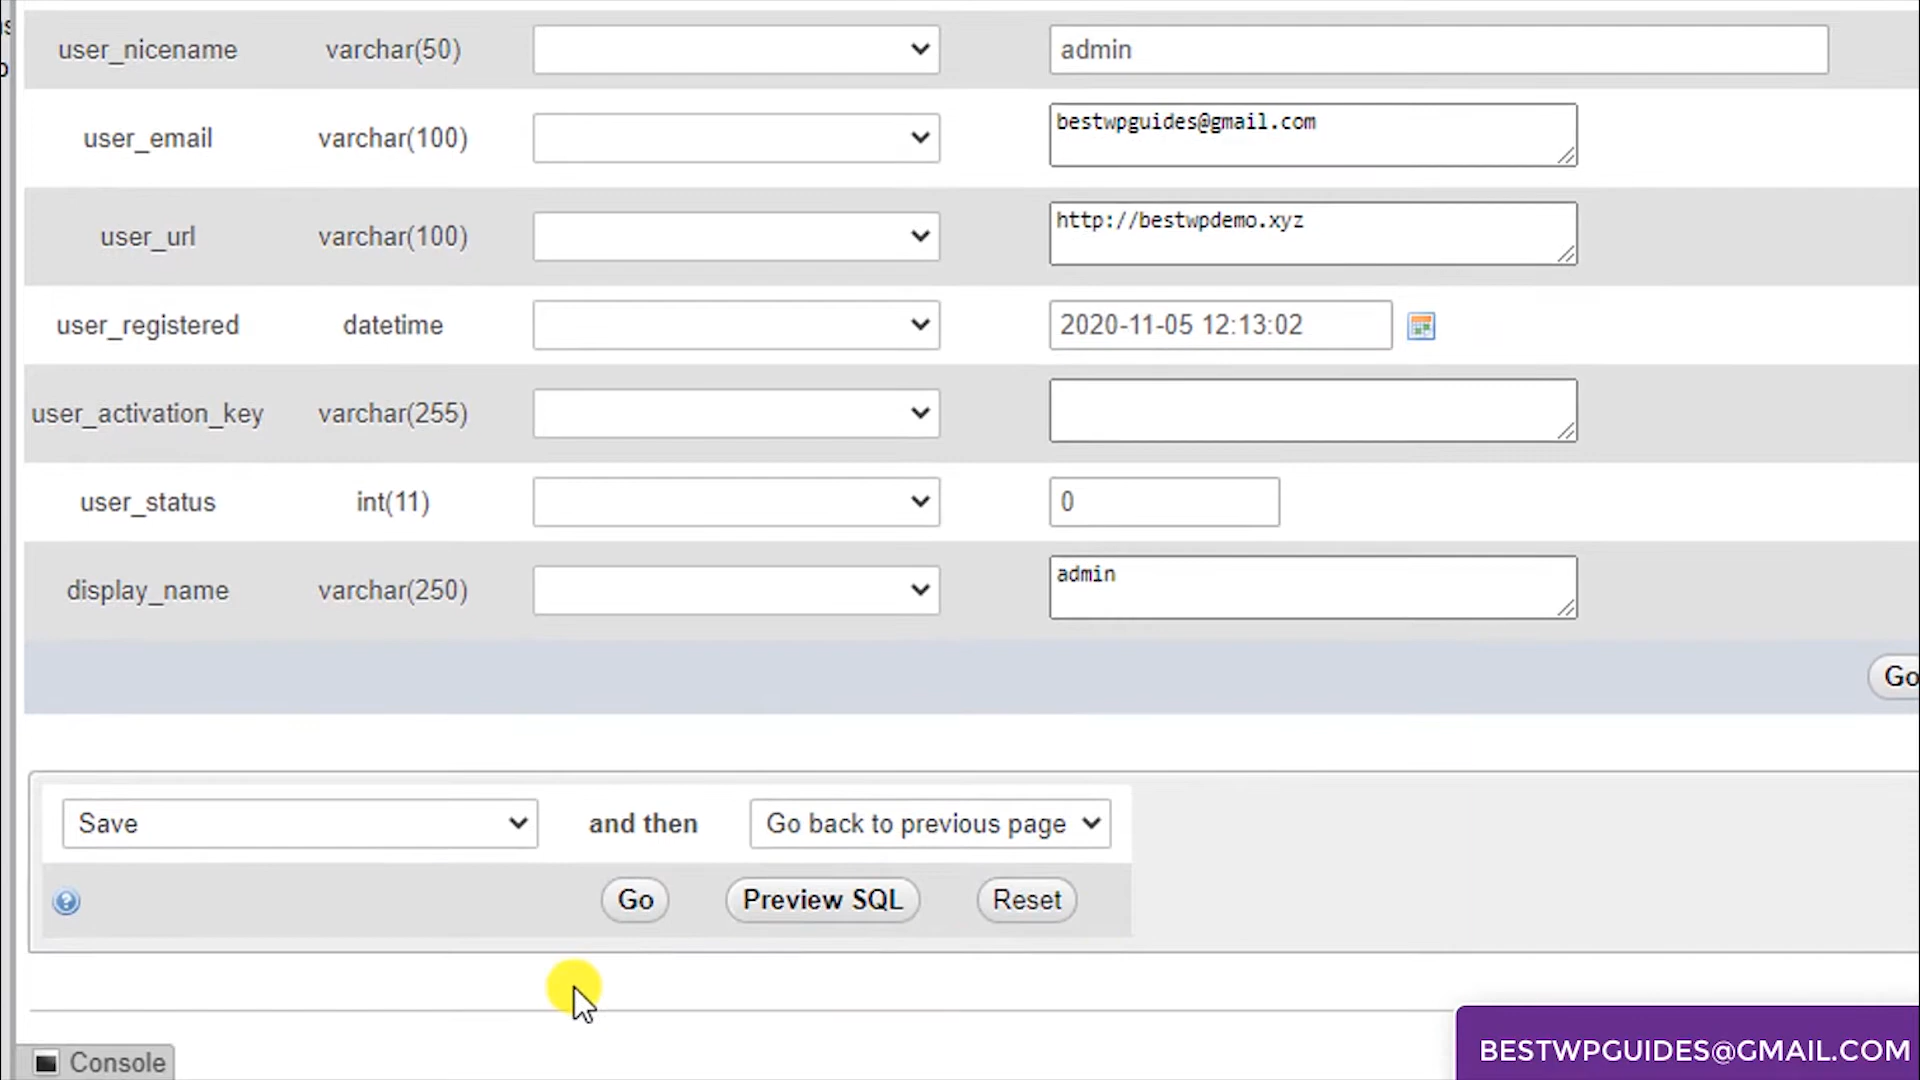 user_nicename varchar(50) admin
user_email varchar(100) bestwpguides@gmail.com
user_url varchar(100) http://bestwpdemo.xyz
user_registered datetime 2020-11-05 12:13:02
user_activation_key varchar(255)
user_status int(11) 0
display_name varchar(250) admin
Go
Save and then Go back to previous page
Go Preview SQL Reset
Console
BESTWPGUIDES@GMAIL.COM